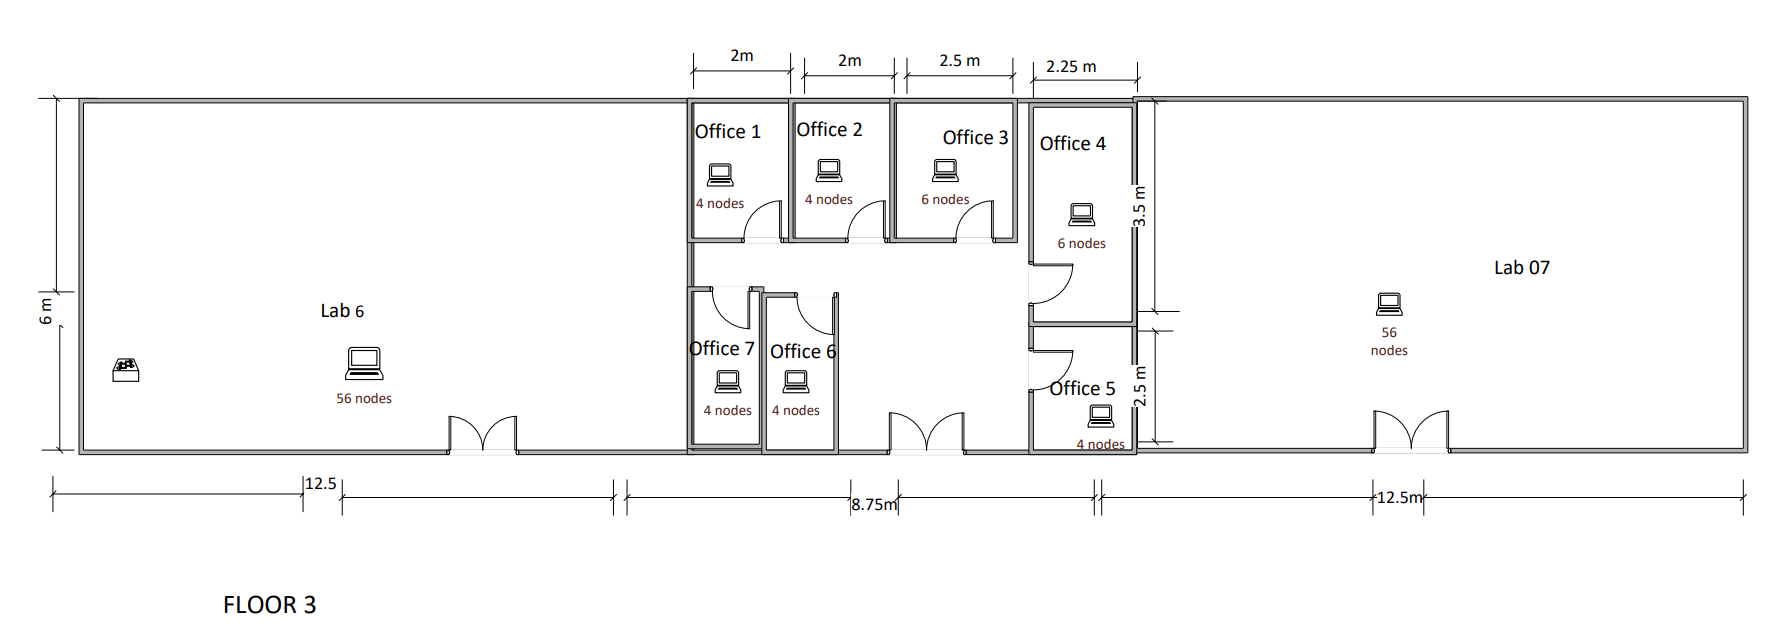 2m
2m
2.5 m
2.25 m
Office 1
4 nodes
Office 2
4 nodes
Office 3
6 nodes
Office 4
6 nodes
3.5 m
Lab 07
56
nodes
6 m
Lab 6
56 nodes
Office 7
4 nodes
Office 6
4 nodes
Office 5
4 nodes
2.5 m
12.5
8.75m
12.5m
FLOOR 3